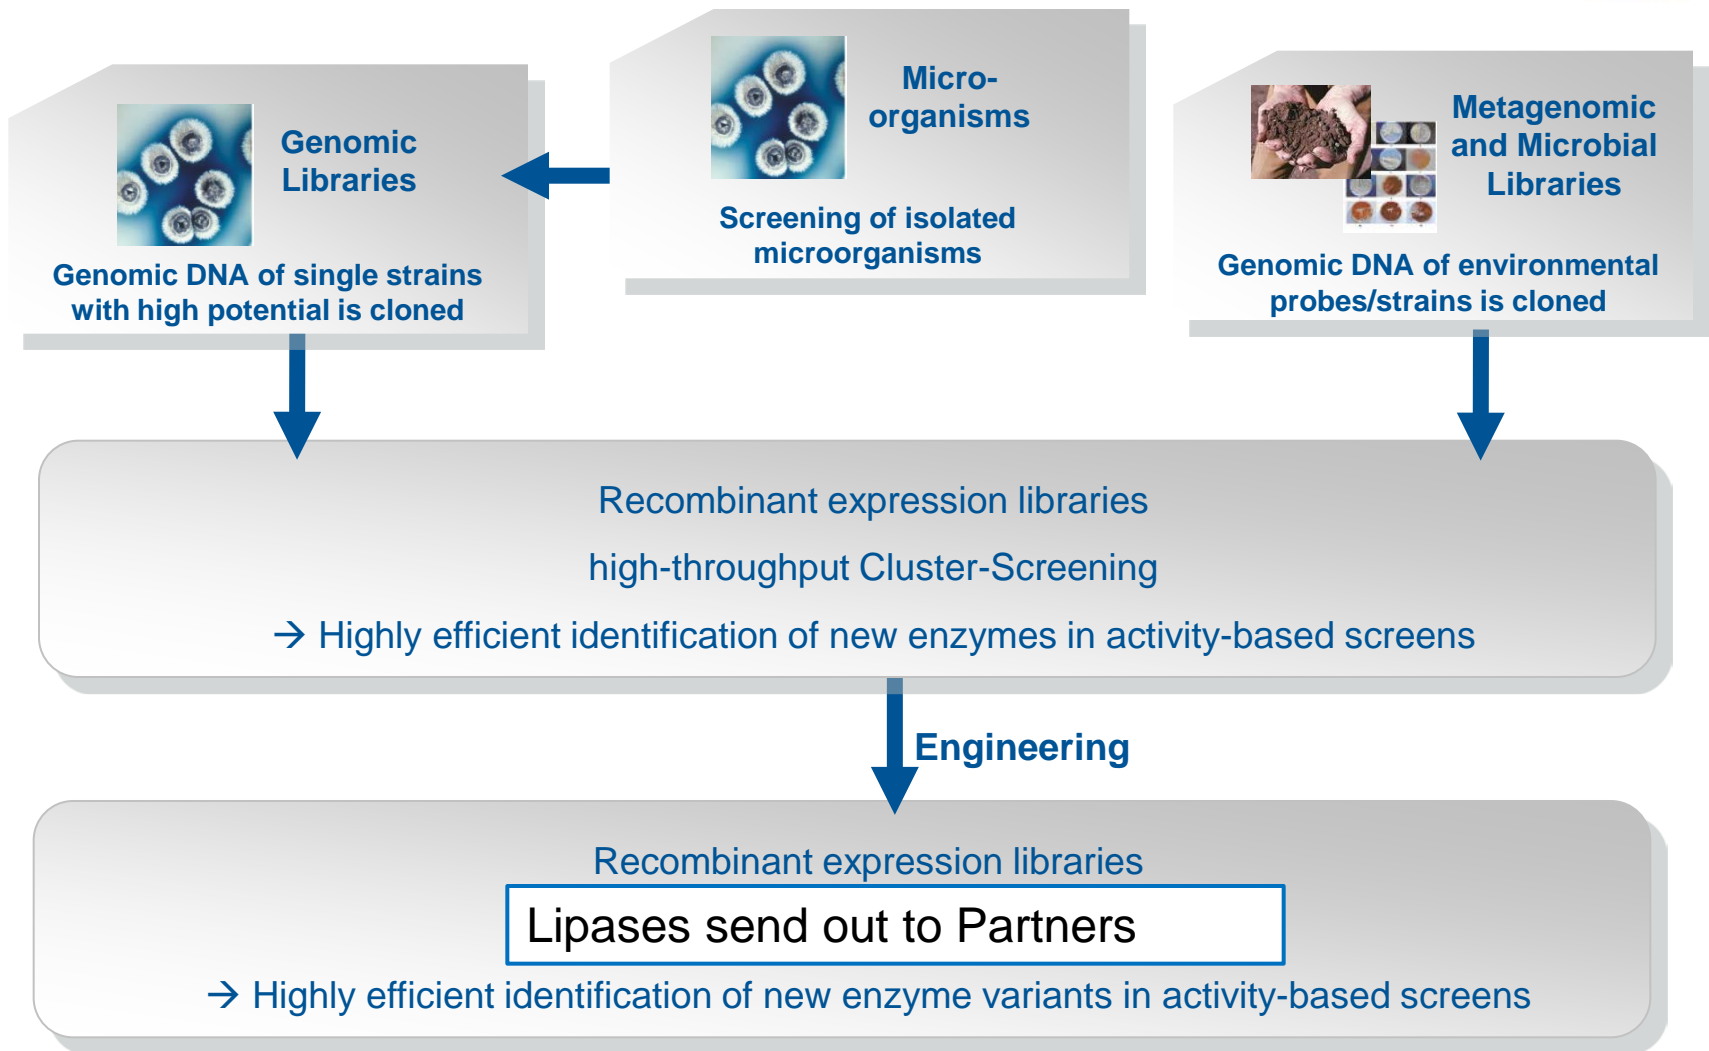 Genomic
Libraries
Genomic DNA of single strains
with high potential is cloned
Micro-
organisms
Screening of isolated
microorganisms
Metagenomic
and Microbial
Libraries
Genomic DNA of environmental
probes/strains is cloned
Recombinant expression libraries
high-throughput Cluster-Screening
→ Highly efficient identification of new enzymes in activity-based screens
Engineering
Recombinant expression libraries
Lipases send out to Partners
→ Highly efficient identification of new enzyme variants in activity-based screens